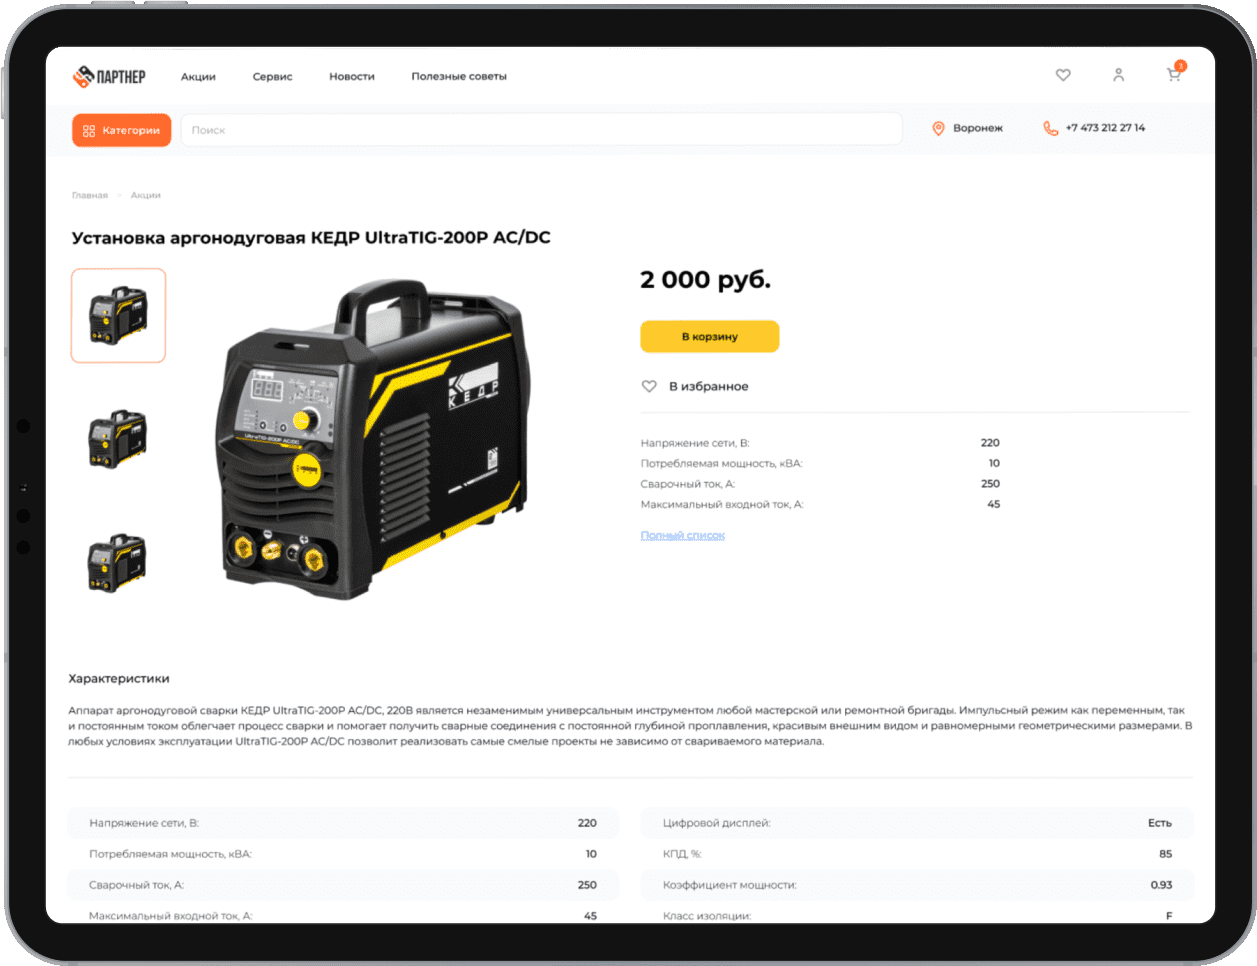 ПАРТНЕР
Акции
Сервис
Новости
Полезные советы
3
Категории
Поиск
Воронеж
+7 473 212 27 14
Главная
Акции
Установка аргонодуговая КЕДР UltraTIG-200P AC/DC
2 000 руб.
В корзину
В избранное
КЕДР
UltraTIG-200P AC/DC
Напряжение сети, В: 220
Потребляемая мощность, кВА: 10
Сварочный ток, А: 250
Максимальный входной ток, А: 45
Полный список
Характеристики
Аппарат аргонодуговой сварки КЕДР UltraTIG-200P AC/DC, 220В является незаменимым универсальным инструментом любой мастерской или ремонтной бригады. Импульсный режим как переменным, так
и постоянным током облегчает процесс сварки и помогает получить сварные соединения с постоянной глубиной проплавления, красивым внешним видом и равномерными геометрическими размерами. В
любых условиях эксплуатации UltraTIG-200P AC/DC позволит реализовать самые смелые проекты не зависимо от свариваемого материала.
Напряжение сети, В: 220
Цифровой дисплей: Есть
Потребляемая мощность, кВА: 10
КПД, %: 85
Сварочный ток, А: 250
Коэффициент мощности: 0.93
Максимальный входной ток, А: 45
Класс изоляции: F